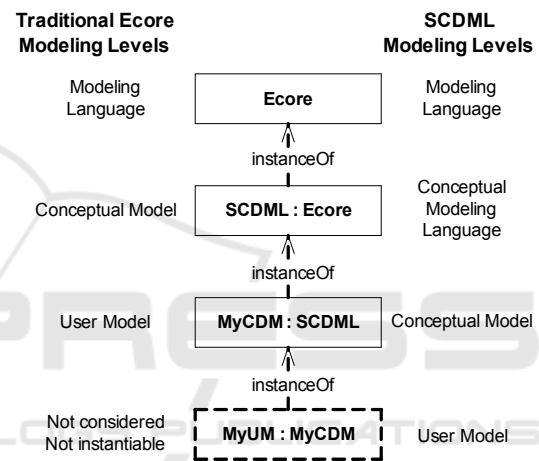 Traditional Ecore
Modeling Levels
SCDML
Modeling Levels
Modeling
Language
Ecore
Modeling
Language
instanceOf
Conceptual Model
SCDML : Ecore
Conceptual
Modeling
Language
instanceOf
User Model
MyCDM : SCDML
Conceptual Model
instanceOf
Not considered
Not instantiable
MyUM : MyCDM
User Model